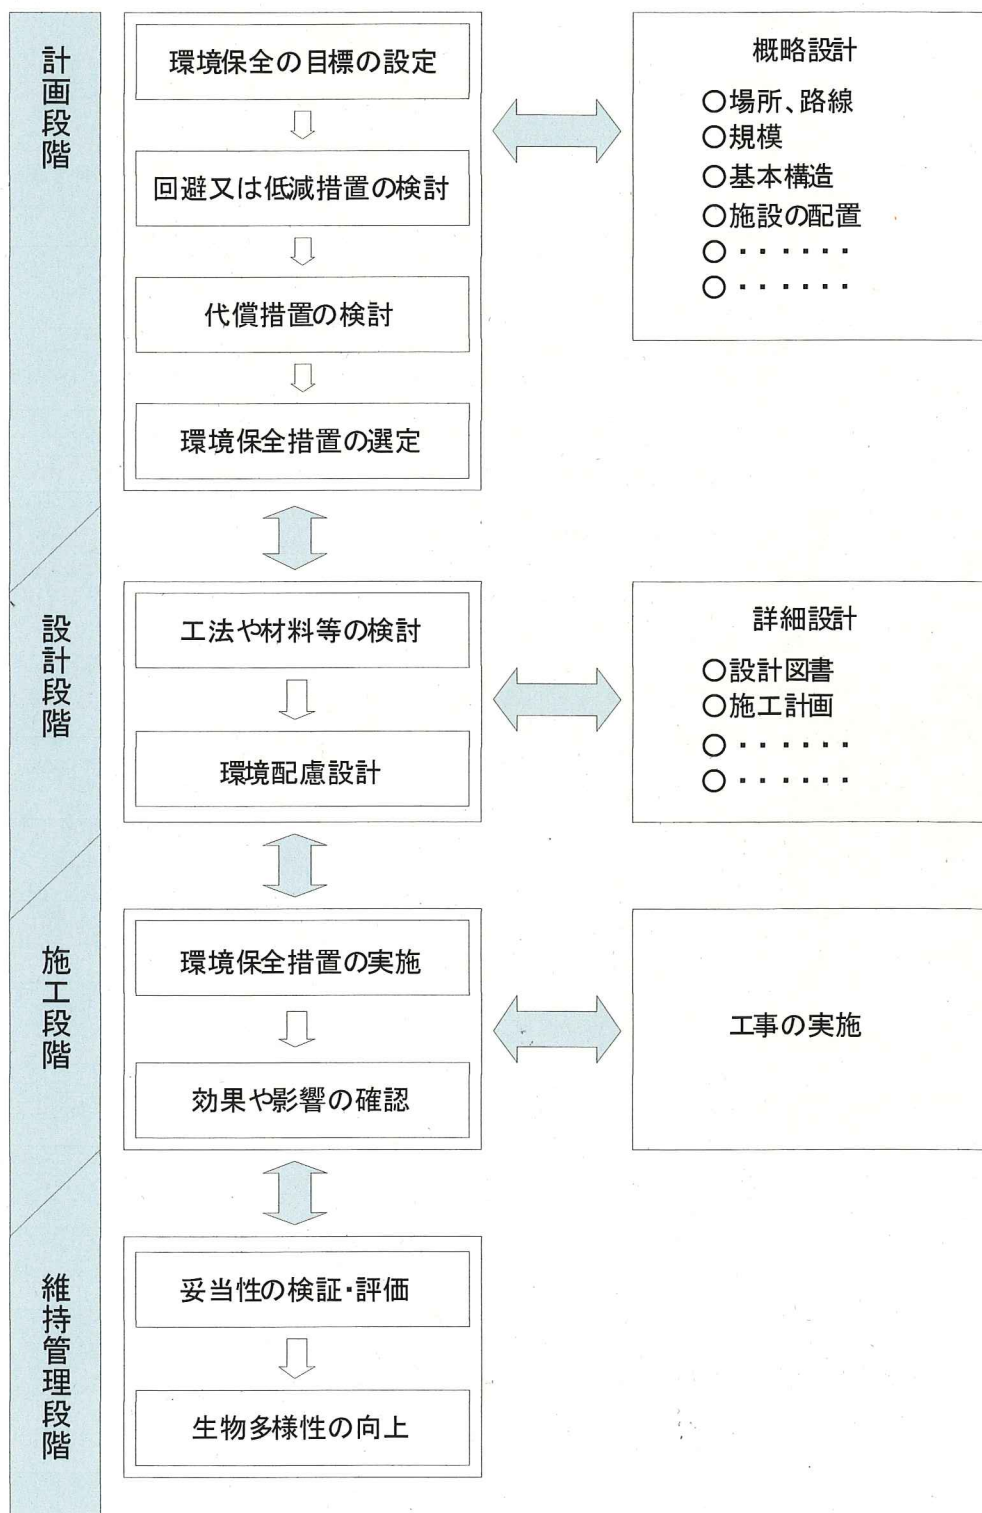 計画段階
環境保全の目標の設定
回避又は低減措置の検討
代償措置の検討
環境保全措置の選定
概略設計
○場所、路線
○規模
○基本構造
○施設の配置
○・・・・・・
○・・・・・・
設計段階
工法や材料等の検討
環境配慮設計
詳細設計
○設計図書
○施工計画
○・・・・・・
○・・・・・・
施工段階
環境保全措置の実施
効果や影響の確認
工事の実施
維持管理段階
妥当性の検証・評価
生物多様性の向上